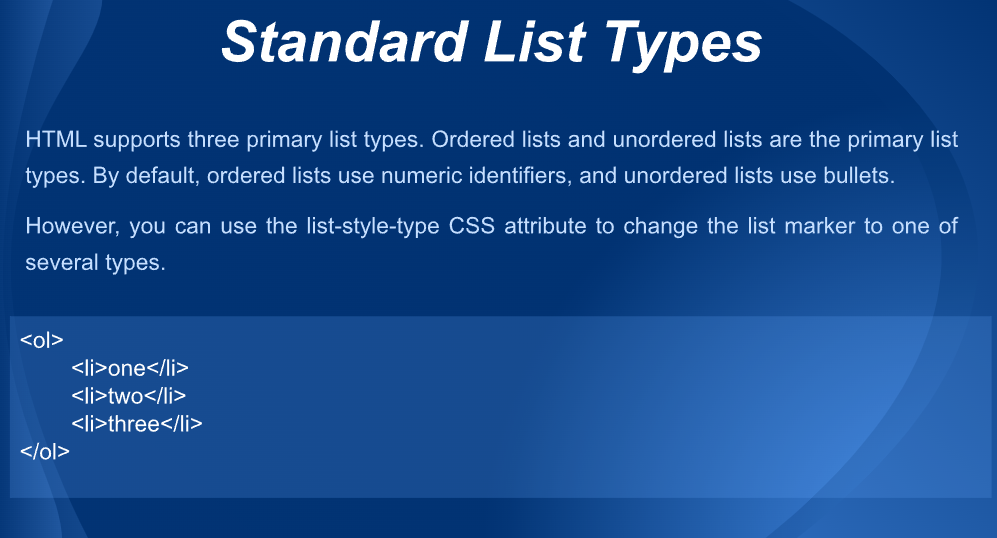 Standard List Types
HTML supports three primary list types. Ordered lists and unordered lists are the primary list
types. By default, ordered lists use numeric identifiers, and unordered lists use bullets.
However, you can use the list-style-type CSS attribute to change the list marker to one of
several types.
<ol>
<li>one</li>
<li>two</li>
<li>three</li>
</ol>